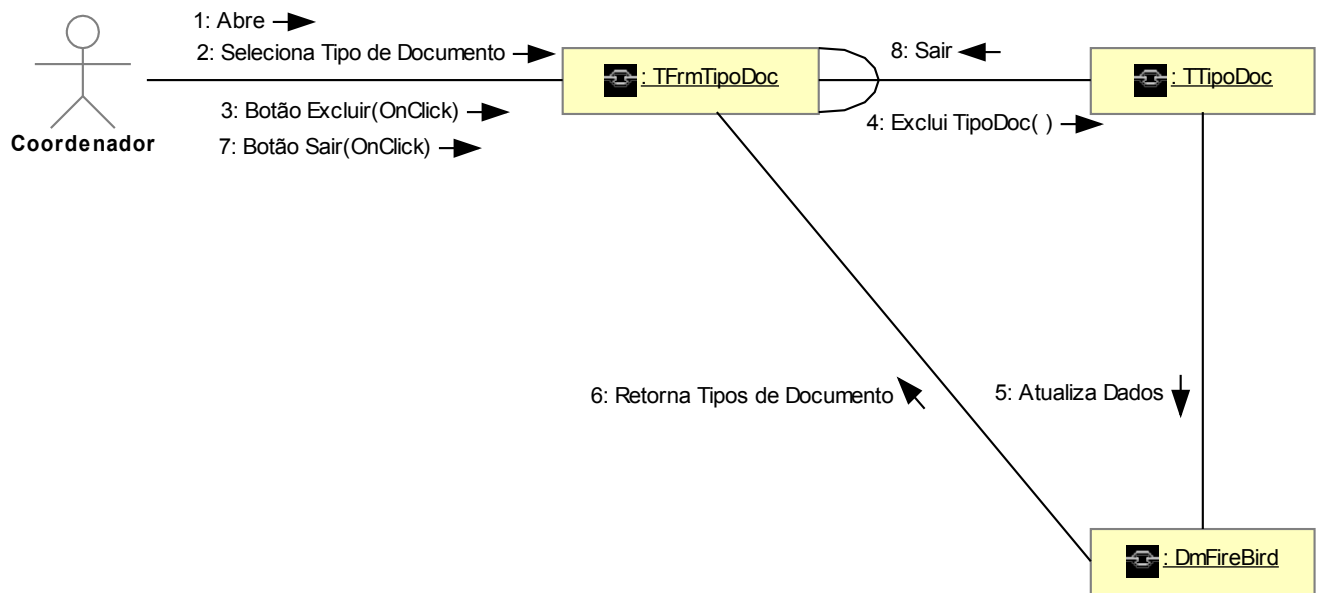 1: Abre
2: Seleciona Tipo de Documento
8: Sair
: TFrmTipoDoc
: TTipoDoc
3: Botão Excluir(OnClick)
4: Exclui TipoDoc( )
Coordenador
7: Botão Sair(OnClick)
6: Retorna Tipos de Documento
5: Atualiza Dados
: DmFireBird